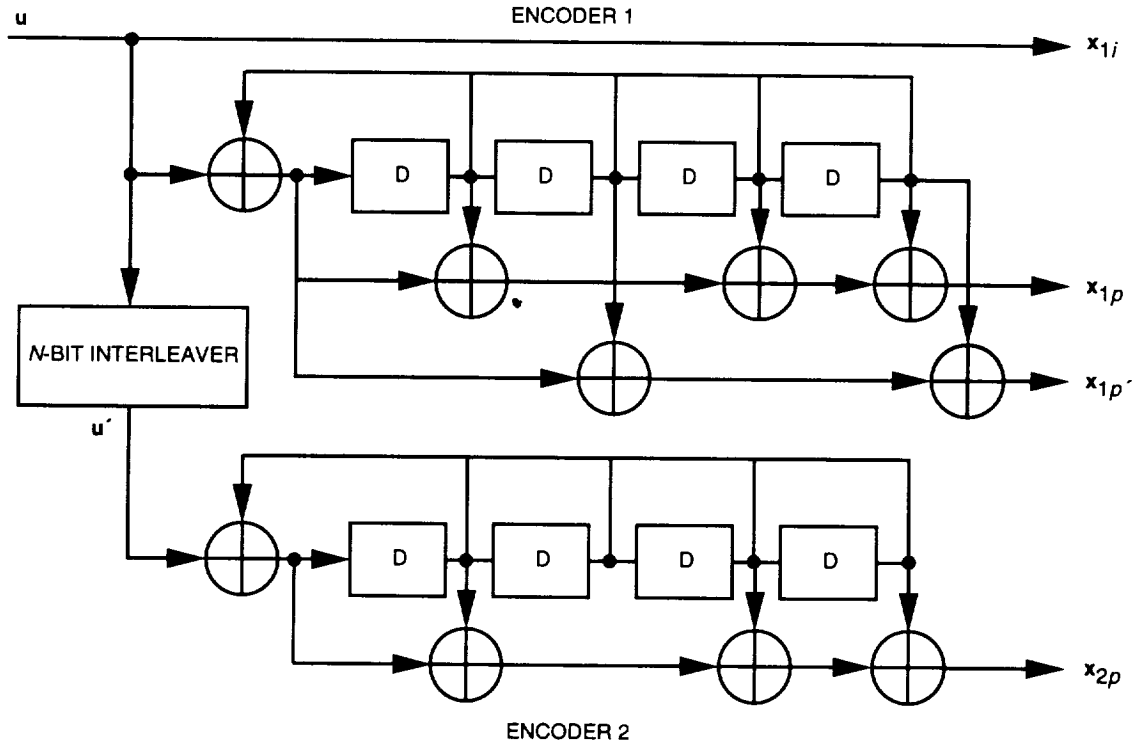 u
ENCODER 1
x1i
D
D
D
D
x1p
N-BIT INTERLEAVER
x1p´
u´
D
D
D
D
x2p
ENCODER 2